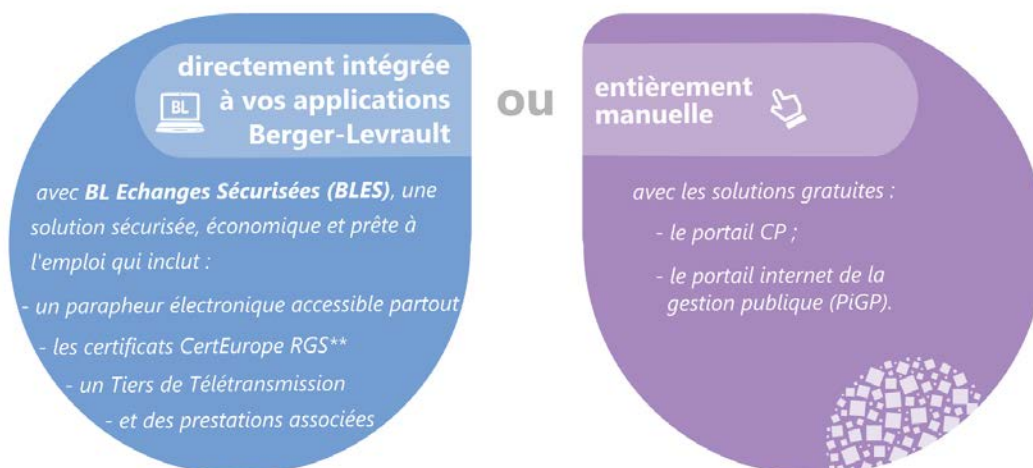 directement intégrée
à vos applications
Berger-Levrault
BL
avec BL Echanges Sécurisées (BLES), une
solution sécurisée, économique et prête à
l'emploi qui inclut :
- un parapheur électronique accessible partout
- les certificats CertEurope RGS**
- un Tiers de Télétransmission
- et des prestations associées
ou
entièrement
manuelle
avec les solutions gratuites :
- le portail CP ;
- le portail internet de la
gestion publique (PiGP).